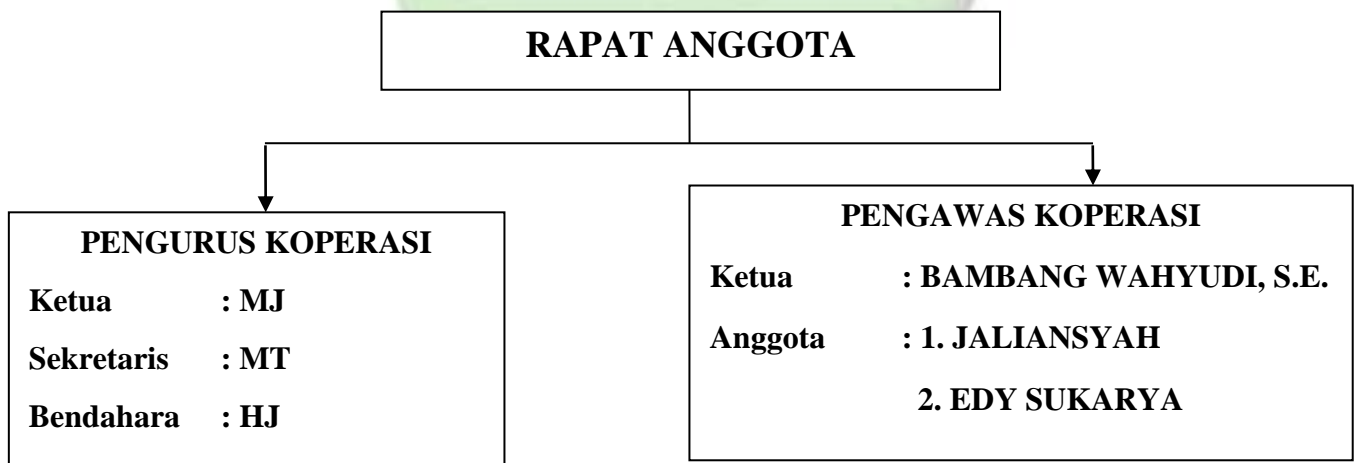 RAPAT ANGGOTA
PENGURUS KOPERASI
Ketua : MJ
Sekretaris : MT
Bendahara : HJ
PENGAWAS KOPERASI
Ketua : BAMBANG WAHYUDI, S.E.
Anggota : 1. JALIANSYAH
2. EDY SUKARYA